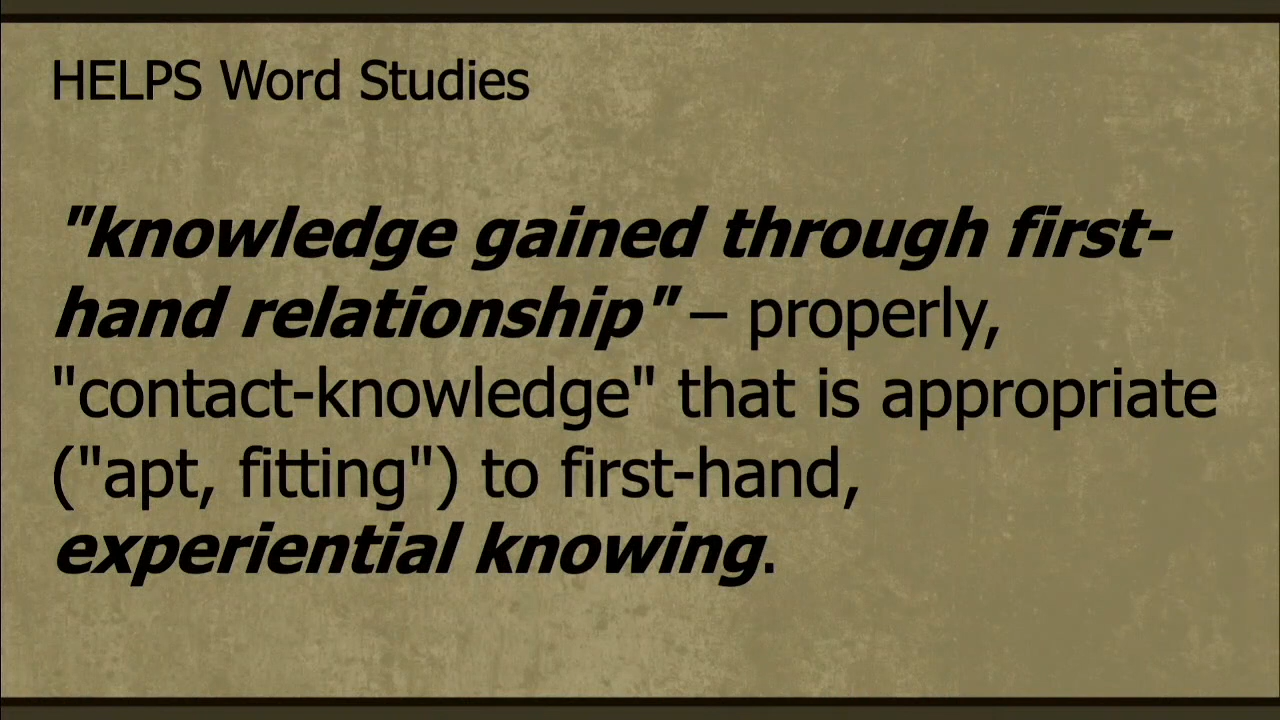 HELPS Word Studies
"knowledge gained through first-
hand relationship" – properly,
"contact-knowledge" that is appropriate
("apt, fitting") to first-hand,
experiential knowing.